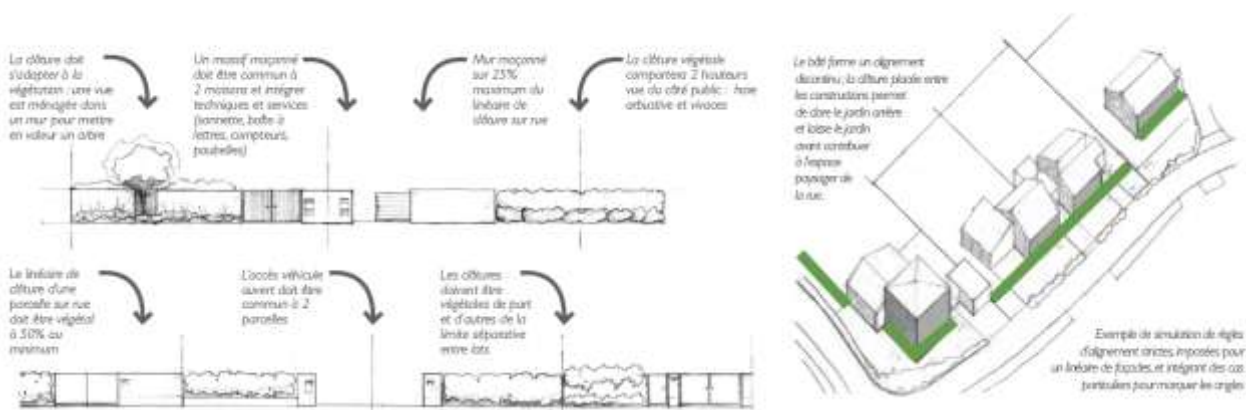 La clôture doit
s'adapter à la
végétation : une vue
est ménagée dans
un mur pour mettre
en valeur un arbre
Un massif maçonné
doit être commun à
2 maisons et intégrer
techniques et services
(sonnette, boîte à
lettres, compteurs,
poubelles)
Mur maçonné
sur 25%
maximum du
linéaire de
clôture sur rue
La clôture végétale
comportera 2 hauteurs
vue du côté public : haie
arbustive et vivaces
Le linéaire de
clôture d'une
parcelle sur rue
doit être végétal
à 50% au
minimum
L'accès véhicule
ouvert doit être
commun à 2
parcelles
Les clôtures
doivent être
végétales de part
et d'autres de la
limite séparative
entre lots
Le bâti forme un alignement
discontinu ; la clôture placée entre
les constructions permet
de clore le jardin arrière
et laisse le jardin
avant contribuer
à l'espace
paysager de
la rue.
Exemple de simulation de règles
d'alignement strictes, imposées pour
un linéaire de façades, et intégrant des cas
particuliers pour marquer les angles